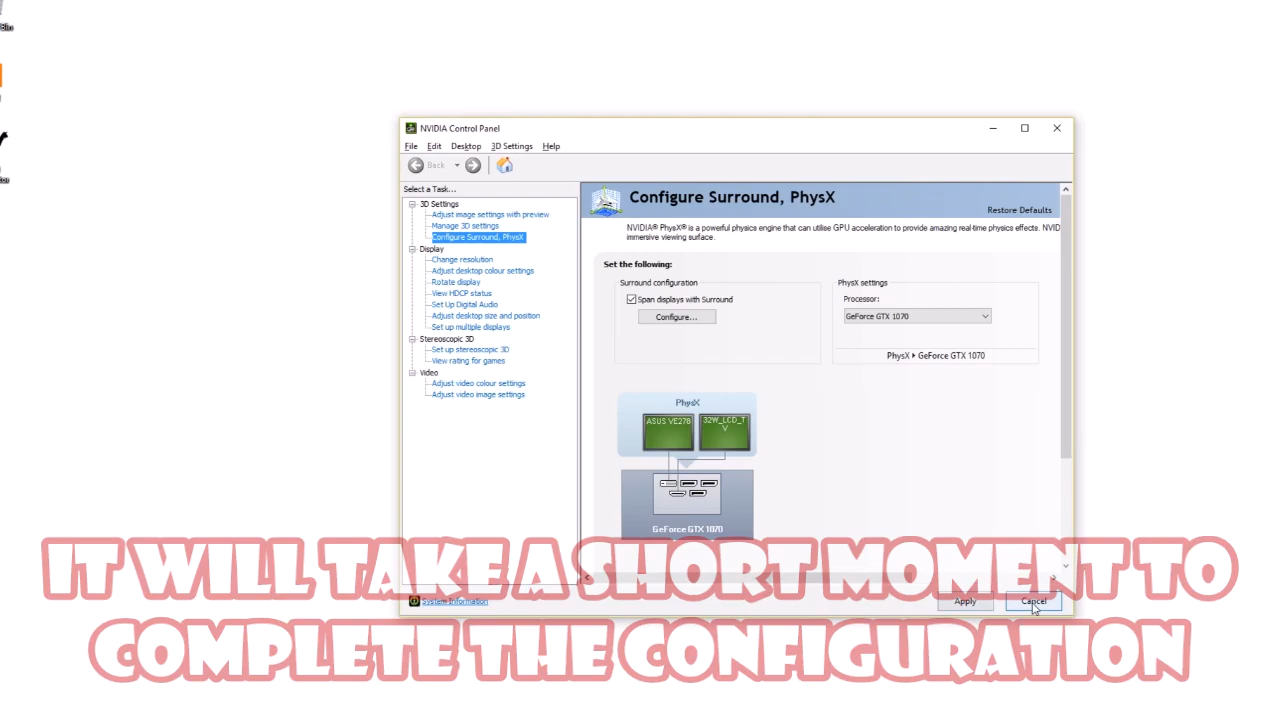 NVIDIA Control Panel
File Edit Desktop 3D Settings Help
Back
Select a Task...
3D Settings
Adjust image settings with preview
Manage 3D settings
Configure Surround, PhysX
Display
Change resolution
Adjust desktop colour settings
Rotate display
View HDCP status
Set Up Digital Audio
Adjust desktop size and position
Set up multiple displays
Stereoscopic 3D
Set up stereoscopic 3D
View rating for games
Video
Adjust video colour settings
Adjust video image settings
System Information
Configure Surround, PhysX
Restore Defaults
NVIDIA® PhysX® is a powerful physics engine that can utilise GPU acceleration to provide amazing real-time physics effects. NVID
immersive viewing surface.
Set the following:
Surround configuration
Span displays with Surround
Configure...
PhysX settings
Processor:
GeForce GTX 1070
PhysX GeForce GTX 1070
PhysX
ASUS VE278
32W_LCD_T
V
GeForce GTX 1070
Apply Cancel
IT WILL TAKE A SHORT MOMENT TO
COMPLETE THE CONFIGURATION